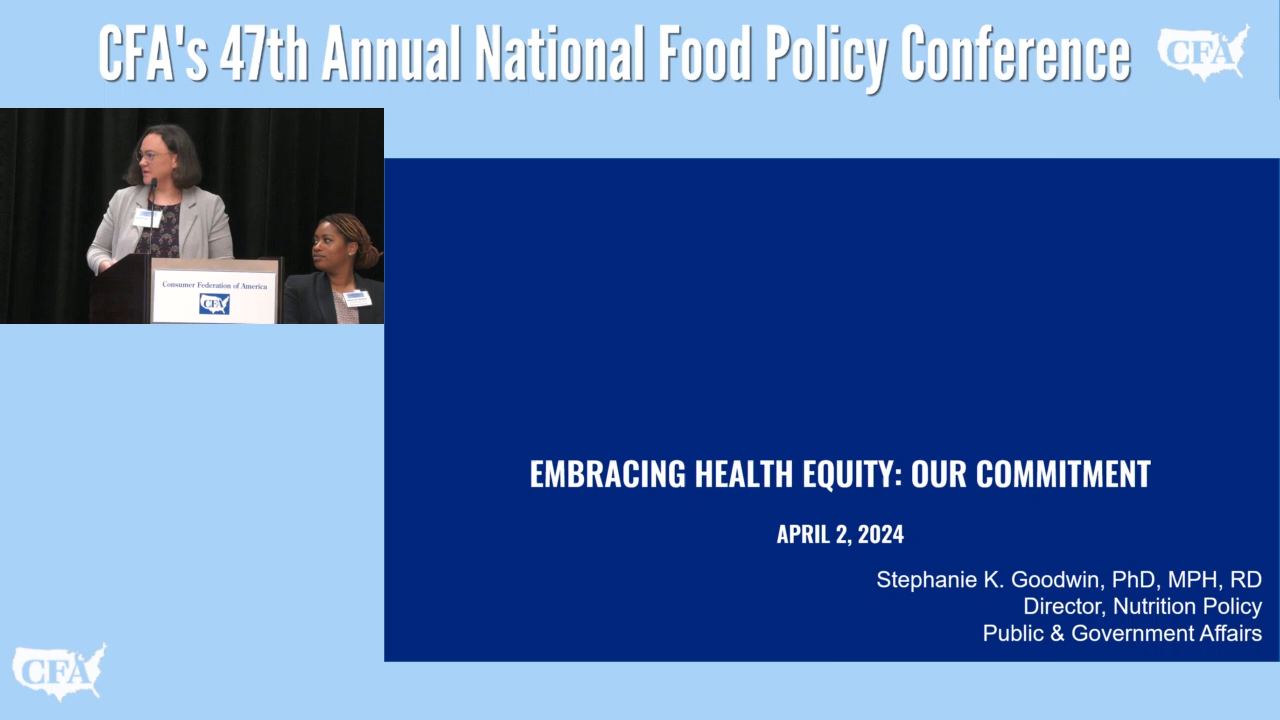 CFA's 47th Annual National Food Policy Conference
CFA
Consumer Federation of America
CFA
EMBRACING HEALTH EQUITY: OUR COMMITMENT
APRIL 2, 2024
Stephanie K. Goodwin, PhD, MPH, RD
Director, Nutrition Policy
Public & Government Affairs
CFA